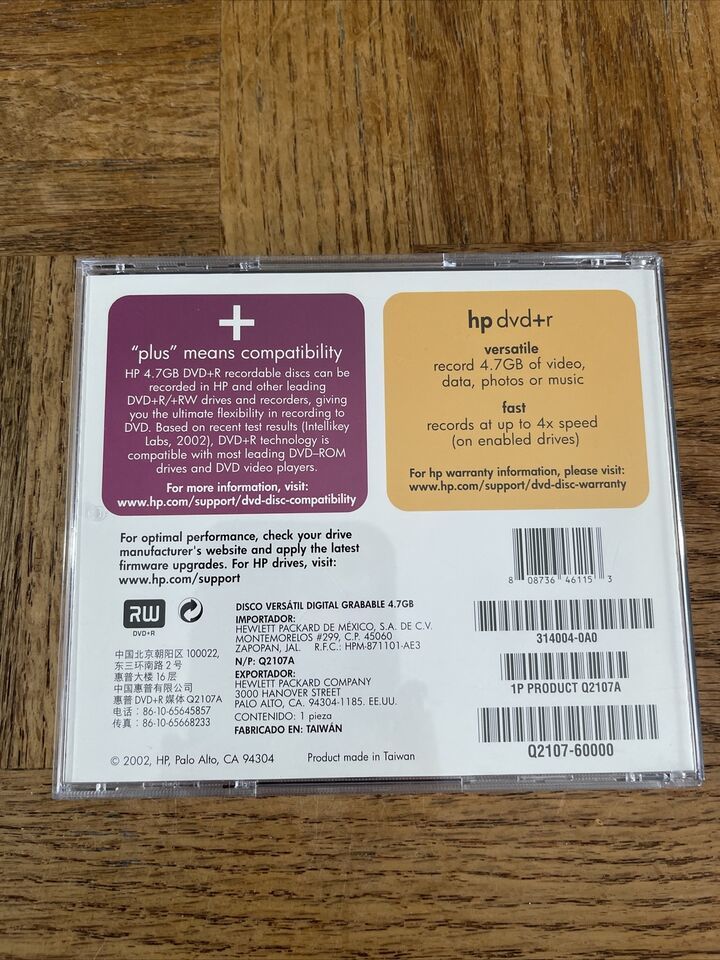 +
“plus” means compatibility
HP 4.7GB DVD+R recordable discs can be
recorded in HP and other leading
DVD+R/+RW drives and recorders, giving
you the ultimate flexibility in recording to
DVD. Based on recent test results (Intellikey
Labs, 2002), DVD+R technology is
compatible with most leading DVD–ROM
drives and DVD video players.
For more information, visit:
www.hp.com/support/dvd-disc-compatibility
hp dvd+r
versatile
record 4.7GB of video,
data, photos or music
fast
records at up to 4x speed
(on enabled drives)
For hp warranty information, please visit:
www.hp.com/support/dvd-disc-warranty
For optimal performance, check your drive
manufacturer's website and apply the latest
firmware upgrades. For HP drives, visit:
www.hp.com/support
RW
DVD+R
中国北京朝阳区 100022,
东三环南路 2 号
惠普大楼 16 层
中国惠普有限公司
惠普 DVD+R 媒体 Q2107A
电话：86-10-65645857
传真：86-10-65668233
DISCO VERSÁTIL DIGITAL GRABABLE 4.7GB
IMPORTADOR:
HEWLETT PACKARD DE MÉXICO, S.A. DE C.V.
MONTEMORELOS #299, C.P. 45060
ZAPOPAN, JAL. R.F.C.: HPM-871101-AE3
N/P: Q2107A
EXPORTADOR:
HEWLETT PACKARD COMPANY
3000 HANOVER STREET
PALO ALTO, CA. 94304-1185. EE.UU.
CONTENIDO: 1 pieza
FABRICADO EN: TAIWÁN
8 08736 46115 3
314004-0A0
1P PRODUCT Q2107A
Q2107-60000
© 2002, HP, Palo Alto, CA 94304
Product made in Taiwan